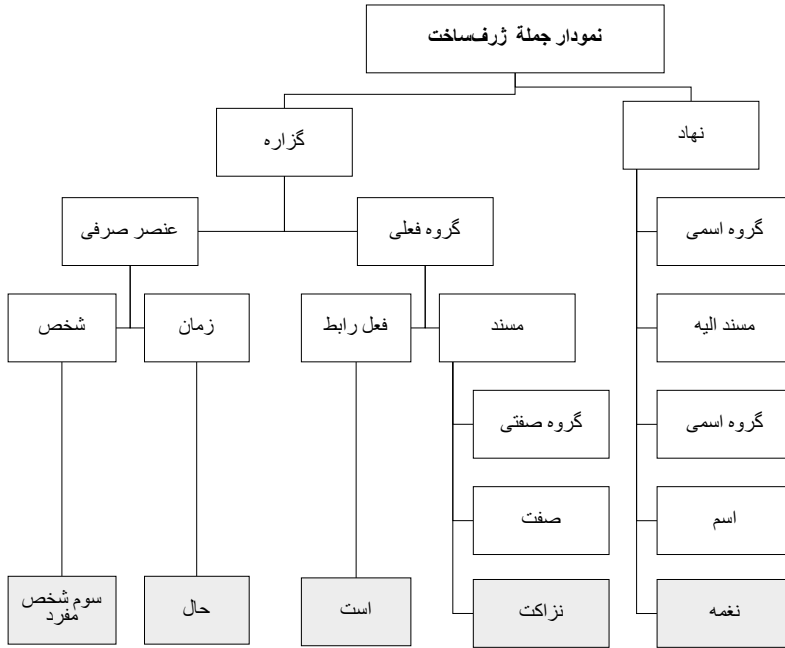 نمودار جملة ژرف‌ساخت
نهاد
گزاره
گروه اسمی
گروه فعلی
عنصر صرفی
مسند الیه
مسند
فعل رابط
زمان
شخص
گروه اسمی
گروه صفتی
اسم
صفت
نغمه
نزاکت
است
حال
سوم شخص
مفرد